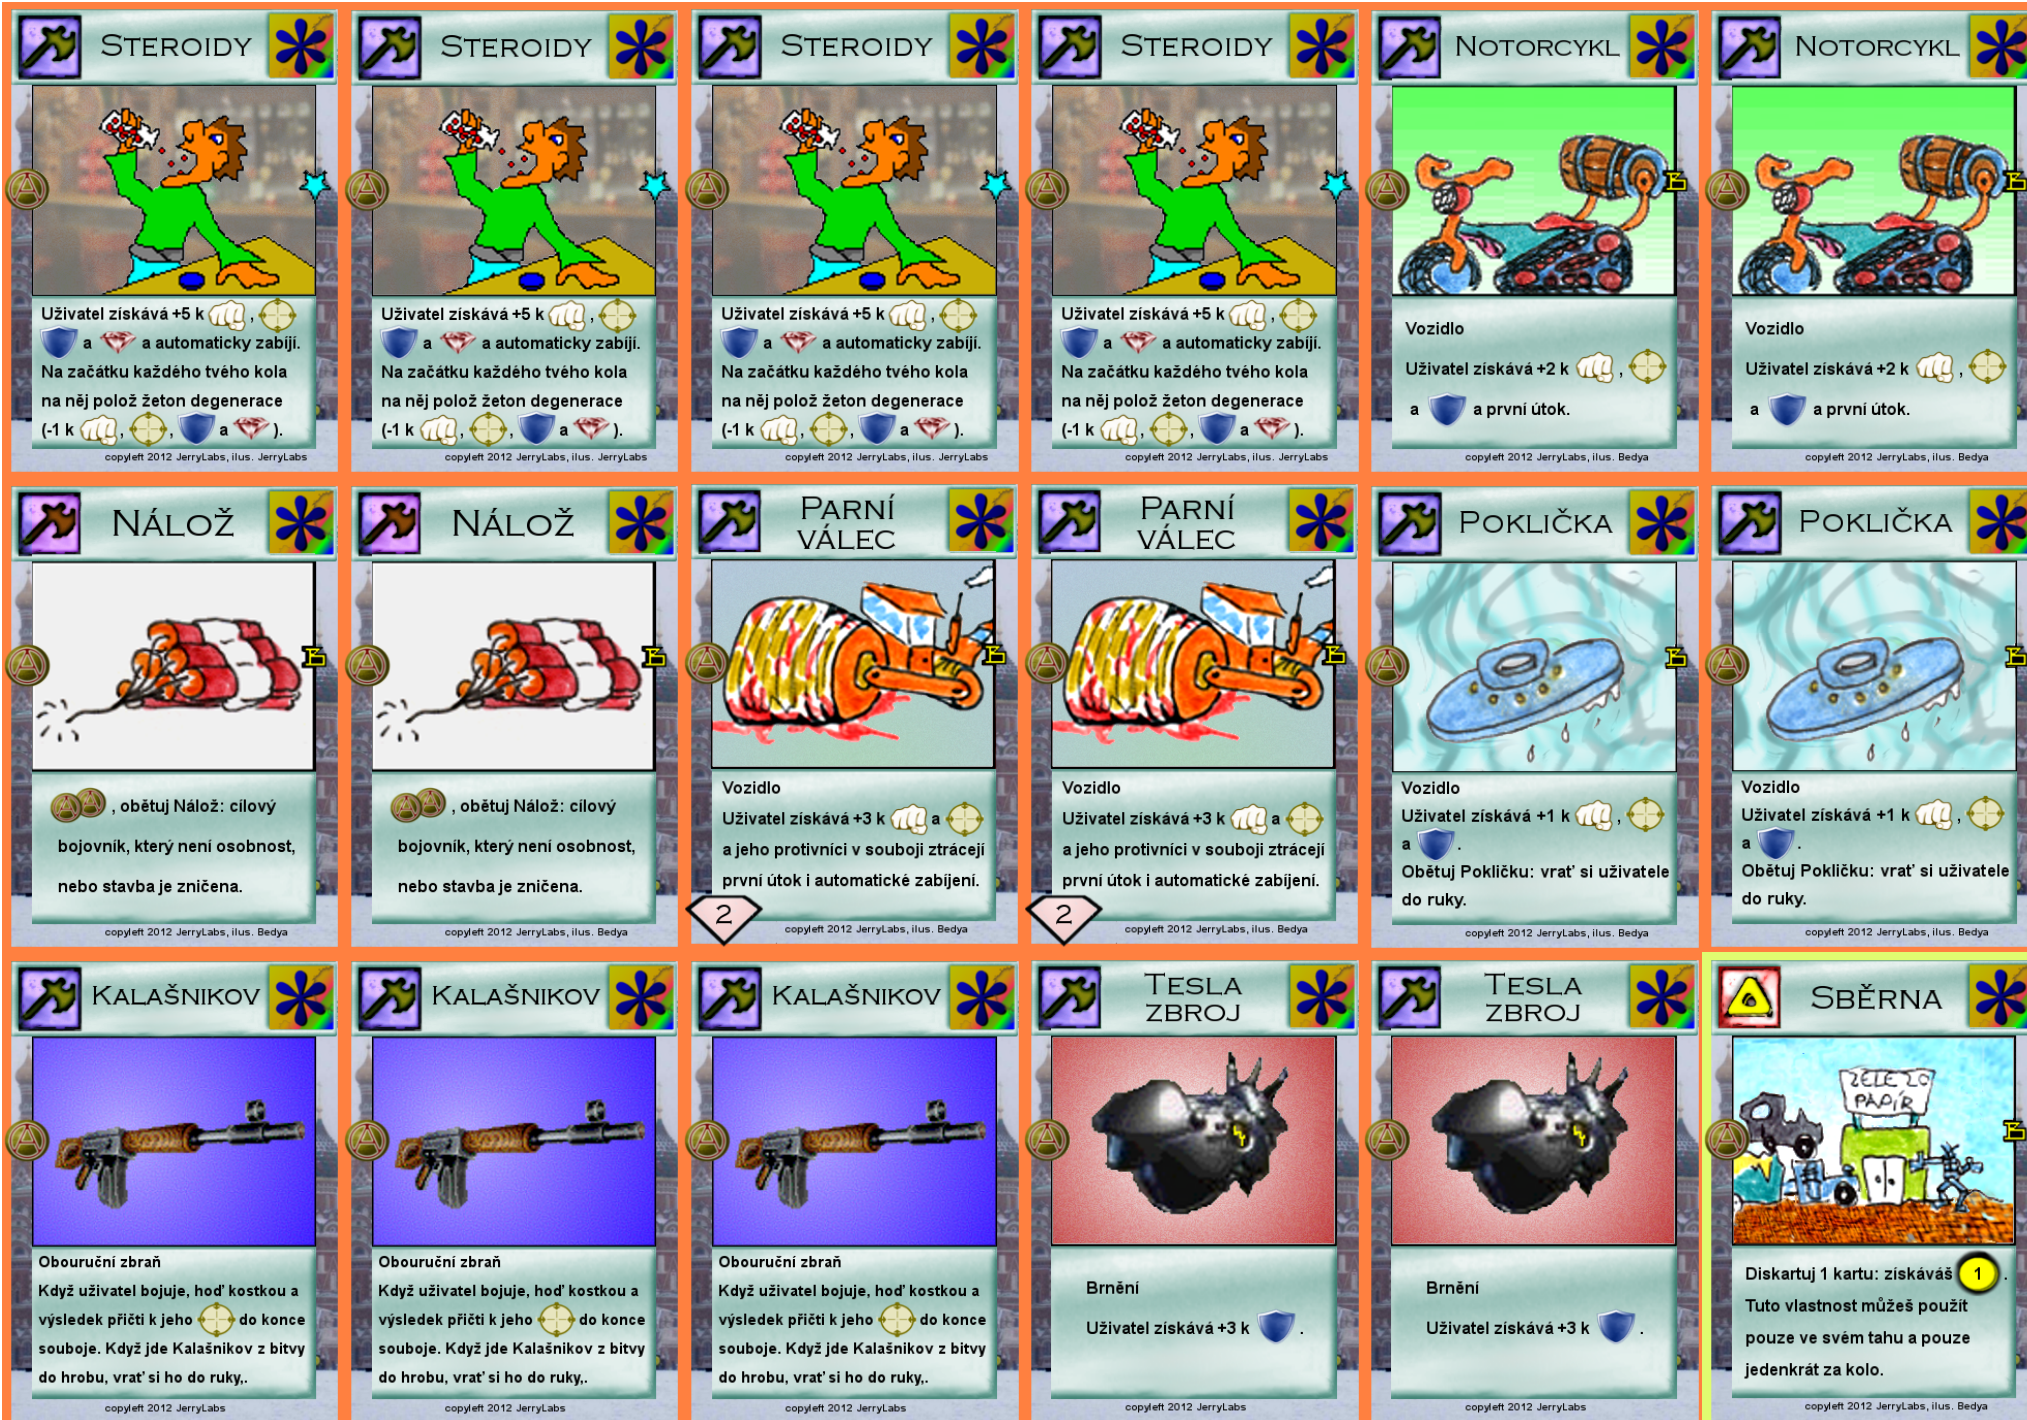 STEROIDY
Uživatel získává +5 k ,
a a automaticky zabíjí.
Na začátku každého tvého kola
na něj polož žeton degenerace
(-1 k , , a ).
copyleft 2012 JerryLabs, ilus. JerryLabs
STEROIDY
Uživatel získává +5 k ,
a a automaticky zabíjí.
Na začátku každého tvého kola
na něj polož žeton degenerace
(-1 k , , a ).
copyleft 2012 JerryLabs, ilus. JerryLabs
STEROIDY
Uživatel získává +5 k ,
a a automaticky zabíjí.
Na začátku každého tvého kola
na něj polož žeton degenerace
(-1 k , , a ).
copyleft 2012 JerryLabs, ilus. JerryLabs
STEROIDY
Uživatel získává +5 k ,
a a automaticky zabíjí.
Na začátku každého tvého kola
na něj polož žeton degenerace
(-1 k , , a ).
copyleft 2012 JerryLabs, ilus. JerryLabs
NOTORCYKL
Vozidlo
Uživatel získává +2 k ,
a a první útok.
copyleft 2012 JerryLabs, ilus. Bedya
NOTORCYKL
Vozidlo
Uživatel získává +2 k ,
a a první útok.
copyleft 2012 JerryLabs, ilus. Bedya
NÁLOŽ
, obětuj Nálož: cílový
bojovník, který není osobnost,
nebo stavba je zničena.
copyleft 2012 JerryLabs, ilus. Bedya
NÁLOŽ
, obětuj Nálož: cílový
bojovník, který není osobnost,
nebo stavba je zničena.
copyleft 2012 JerryLabs, ilus. Bedya
PARNÍ
VÁLEC
Vozidlo
Uživatel získává +3 k a
a jeho protivníci v souboji ztrácejí
první útok i automatické zabíjení.
2
copyleft 2012 JerryLabs, ilus. Bedya
PARNÍ
VÁLEC
Vozidlo
Uživatel získává +3 k a
a jeho protivníci v souboji ztrácejí
první útok i automatické zabíjení.
2
copyleft 2012 JerryLabs, ilus. Bedya
POKLIČKA
Vozidlo
Uživatel získává +1 k ,
a .
Obětuj Pokličku: vrať si uživatele
do ruky.
copyleft 2012 JerryLabs, ilus. Bedya
POKLIČKA
Vozidlo
Uživatel získává +1 k ,
a .
Obětuj Pokličku: vrať si uživatele
do ruky.
copyleft 2012 JerryLabs, ilus. Bedya
KALAŠNIKOV
Obouruční zbraň
Když uživatel bojuje, hoď kostkou a
výsledek přičti k jeho do konce
souboje. Když jde Kalašnikov z bitvy
do hrobu, vrať si ho do ruky,.
copyleft 2012 JerryLabs
KALAŠNIKOV
Obouruční zbraň
Když uživatel bojuje, hoď kostkou a
výsledek přičti k jeho do konce
souboje. Když jde Kalašnikov z bitvy
do hrobu, vrať si ho do ruky,.
copyleft 2012 JerryLabs
KALAŠNIKOV
Obouruční zbraň
Když uživatel bojuje, hoď kostkou a
výsledek přičti k jeho do konce
souboje. Když jde Kalašnikov z bitvy
do hrobu, vrať si ho do ruky,.
copyleft 2012 JerryLabs
TESLA
ZBROJ
Brnění
Uživatel získává +3 k .
copyleft 2012 JerryLabs
TESLA
ZBROJ
Brnění
Uživatel získává +3 k .
copyleft 2012 JerryLabs
SBĚRNA
ŽELEZO
PAPÍR
Diskartuj 1 kartu: získáváš 1 .
Tuto vlastnost můžeš použít
pouze ve svém tahu a pouze
jedenkrát za kolo.
copyleft 2012 JerryLabs, ilus. Bedya